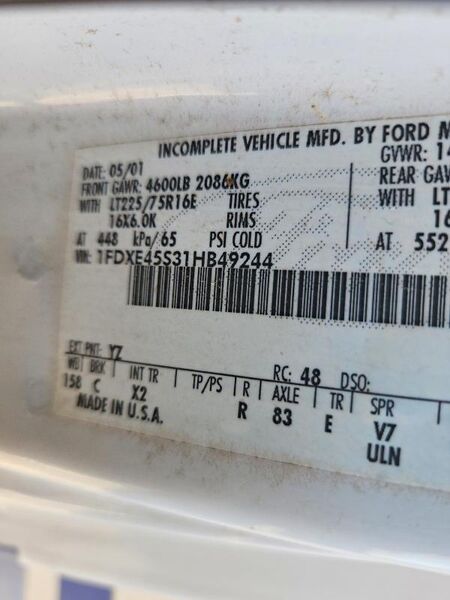 INCOMPLETE VEHICLE MFD. BY FORD M
DATE: 05/01 GVWR: 14
FRONT GAWR: 4600LB 2086KG REAR GAW
WITH LT225/75R16E TIRES WITH LT
16X6.0K RIMS 16
AT 448 kPa/65 PSI COLD AT 552
VIN 1FDXE45S31HB49244
EXT PNT: YZ RC: 48 DSO:
WB BRK INT TR TP/PS R AXLE TR SPR
158 C X2 R 83 E V7
MADE IN U.S.A. ULN